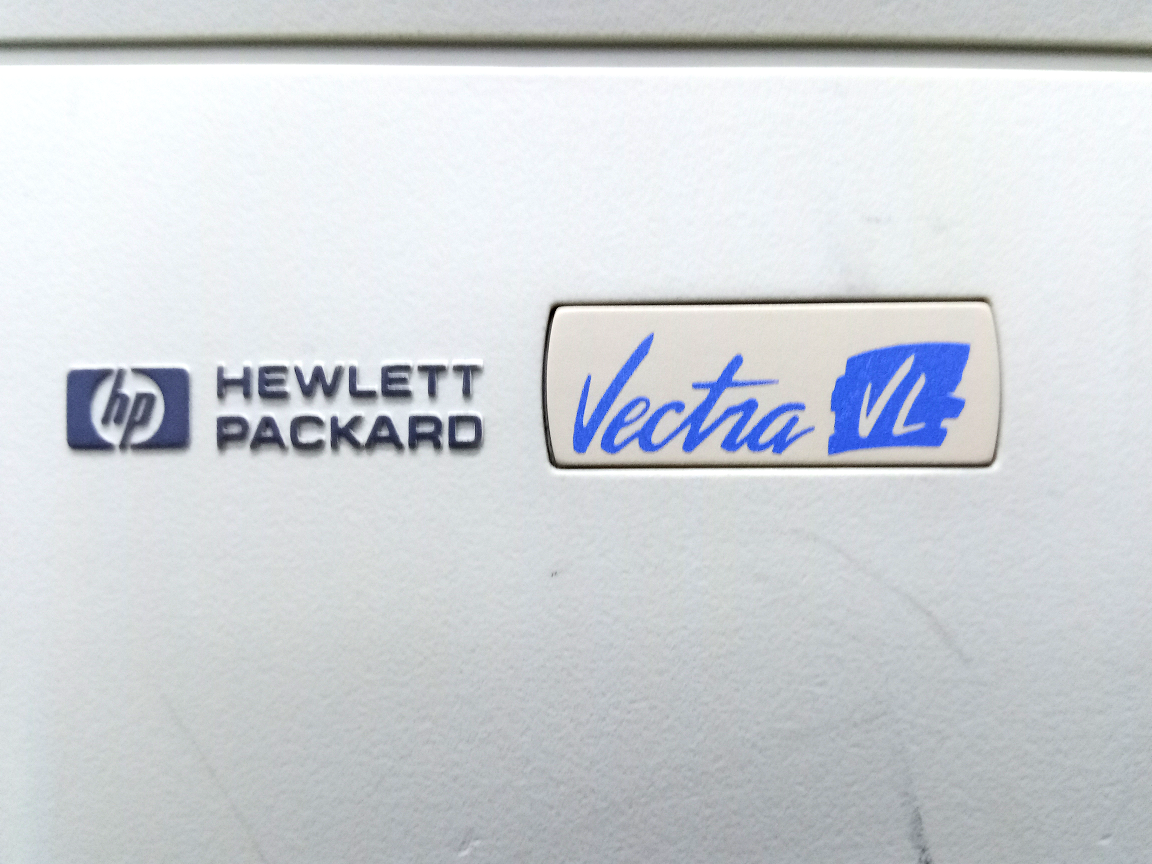 hp
HEWLETT
PACKARD
Vectra VL